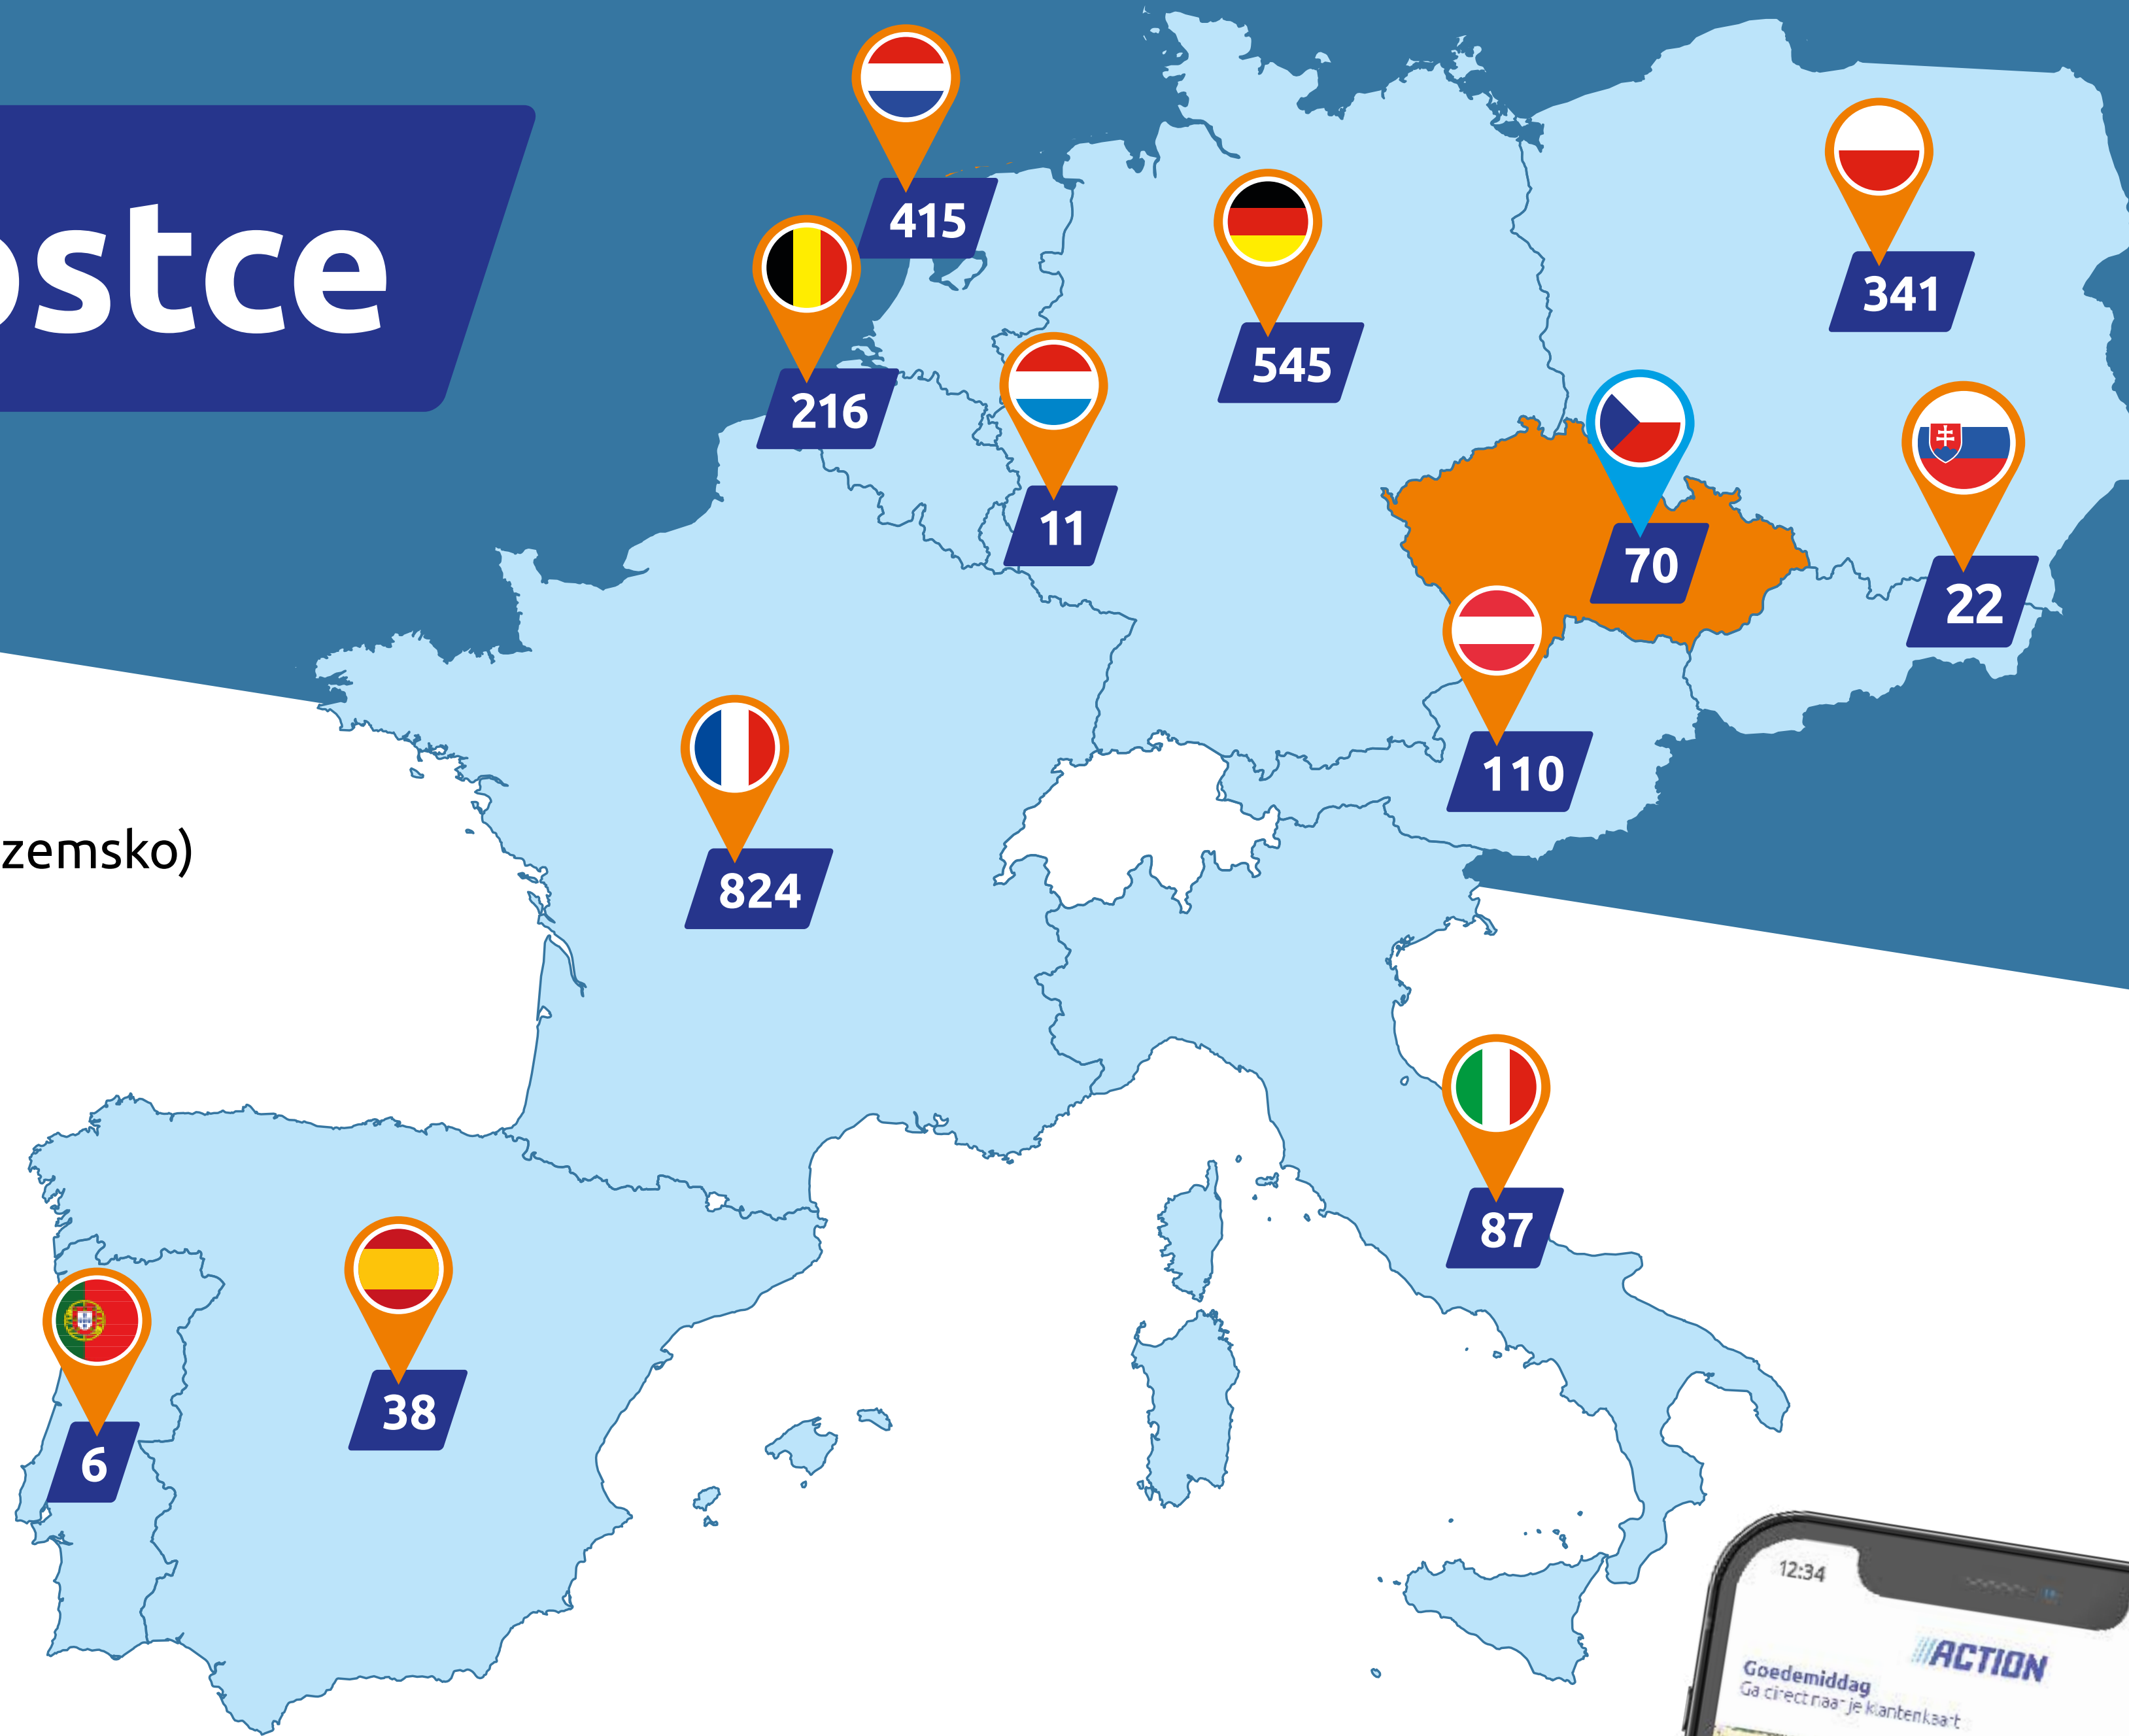 ostce
415
341
216
545
11
70
22
110
824
zemsko)
87
38
6
12:34
ACTION
Goedemiddag
Ga direct naar je klantenkaart